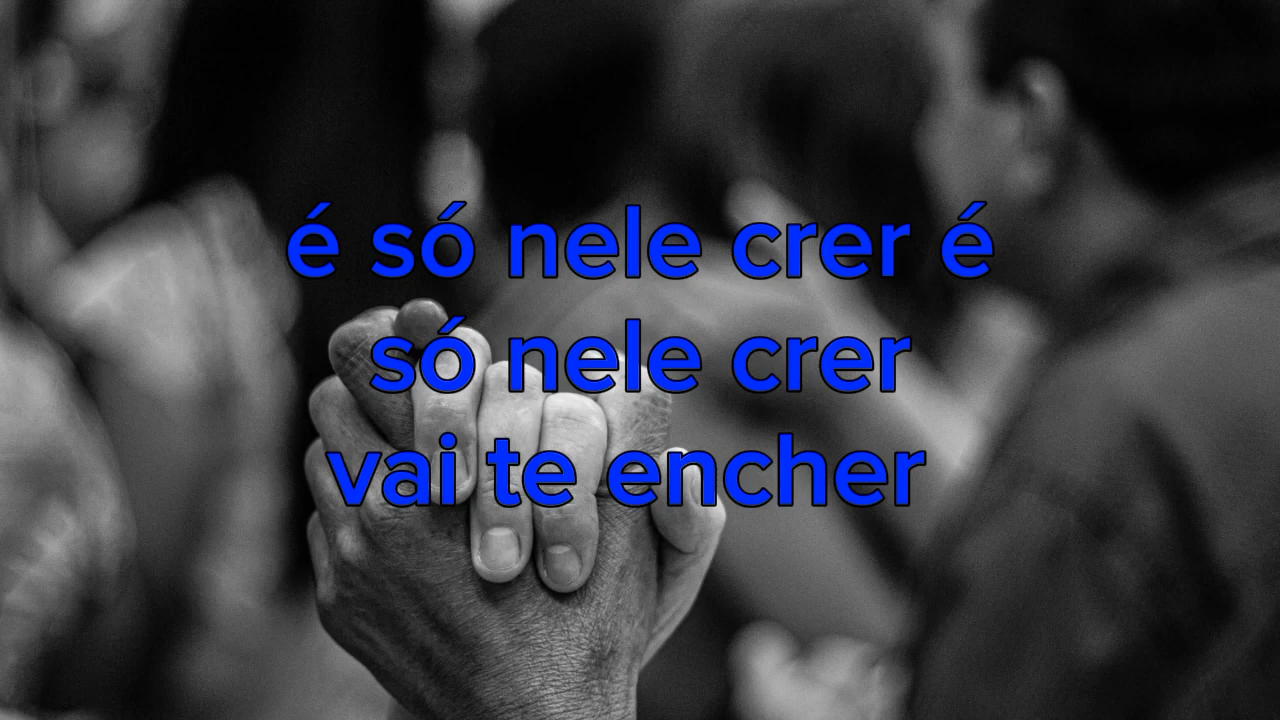 é só nele crer é
só nele crer
vai te encher